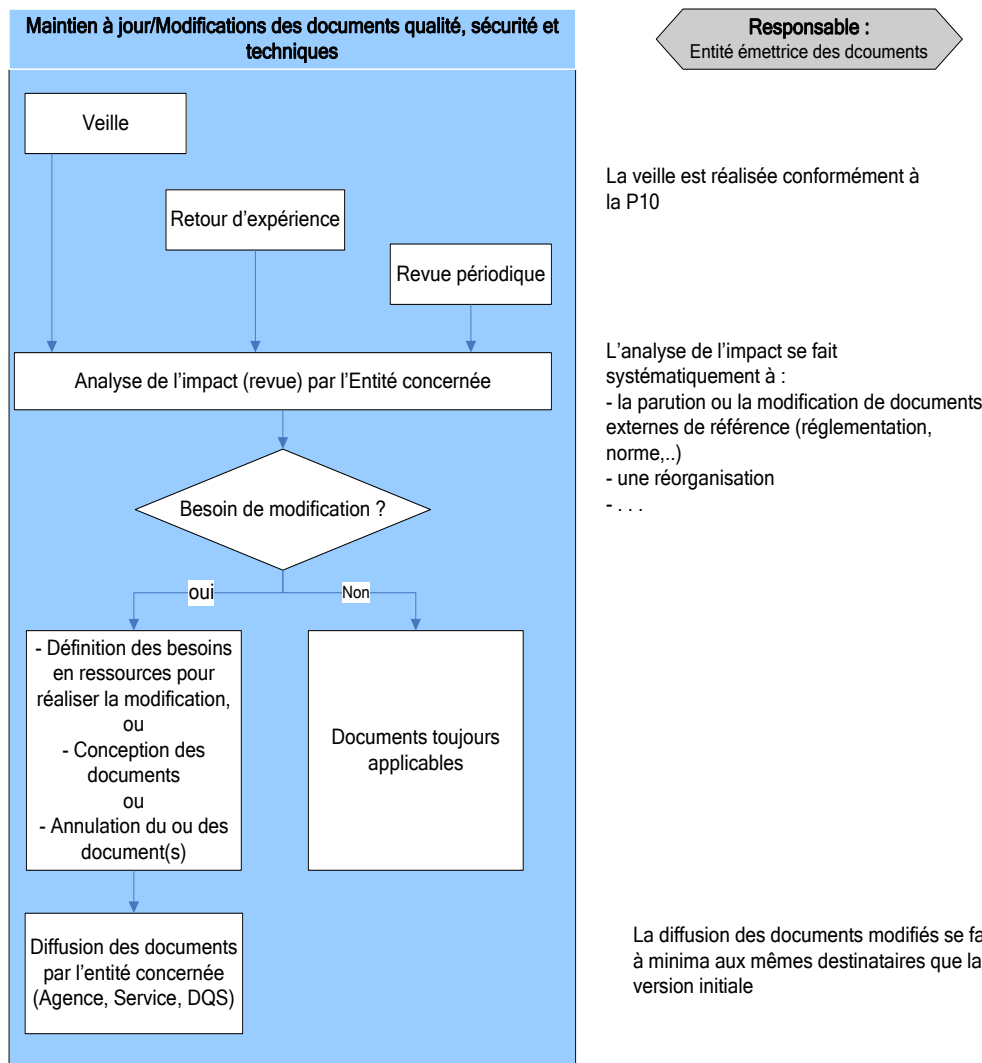 Maintien à jour/Modifications des documents qualité, sécurité et
techniques
Responsable :
Entité émettrice des dcouments
Veille
La veille est réalisée conformément à
la P10
Retour d'expérience
Revue périodique
Analyse de l'impact (revue) par l'Entité concernée
L'analyse de l'impact se fait
systématiquement à :
- la parution ou la modification de documents
externes de référence (réglementation,
norme,..)
- une réorganisation
- . . .
Besoin de modification ?
oui
Non
- Définition des besoins
en ressources pour
réaliser la modification,
ou
- Conception des
documents
ou
- Annulation du ou des
document(s)
Documents toujours
applicables
Diffusion des documents
par l'entité concernée
(Agence, Service, DQS)
La diffusion des documents modifiés se fa
à minima aux mêmes destinataires que la
version initiale